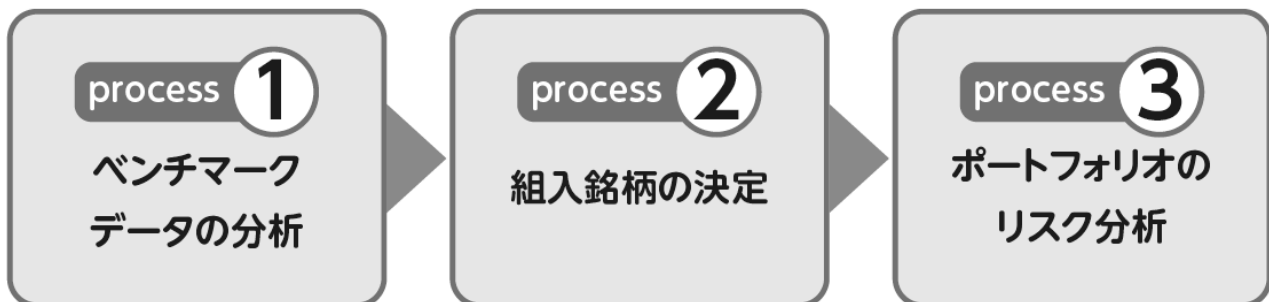 process 1
ベンチマーク
データの分析
process 2
組入銘柄の決定
process 3
ポートフォリオの
リスク分析